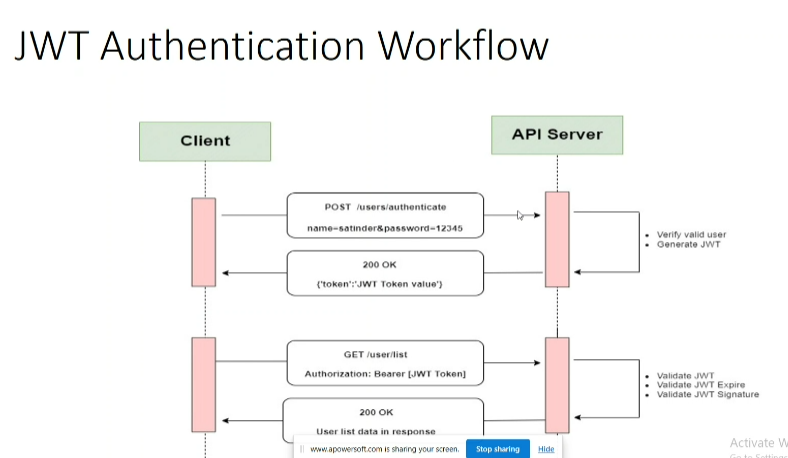 JWT Authentication Workflow
Client
API Server
POST /users/authenticate
name=satinder&password=12345
• Verify valid user
• Generate JWT
200 OK
{'token':'JWT Token value'}
GET /user/list
Authorization: Bearer [JWT Token]
• Validate JWT
• Validate JWT Expire
• Validate JWT Signature
200 OK
User list data in response
|| www.apowersoft.com is sharing your screen. Stop sharing Hide
Activate W